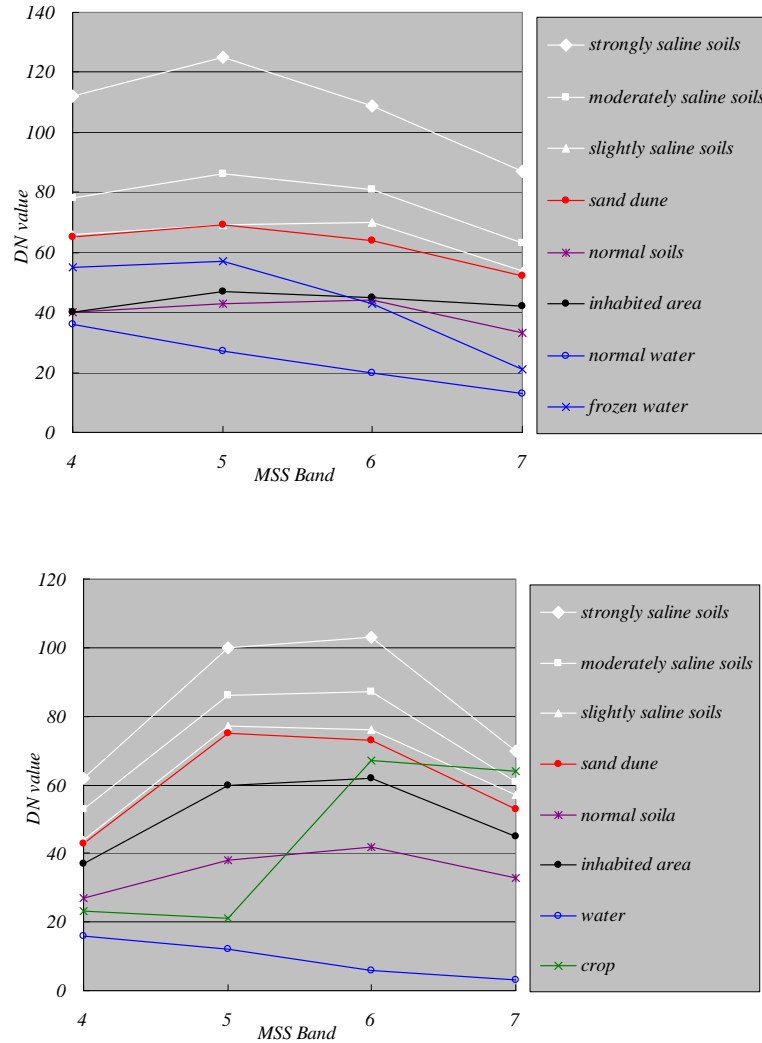 140
120
100
80
60
40
20
0
DN value
4 5 6 7
MSS Band
strongly saline soils
moderately saline soils
slightly saline soils
sand dune
normal soils
inhabited area
normal water
frozen water
120
100
80
60
40
20
0
DN value
4 5 6 7
MSS Band
strongly saline soils
moderately saline soils
slightly saline soils
sand dune
normal soila
inhabited area
water
crop